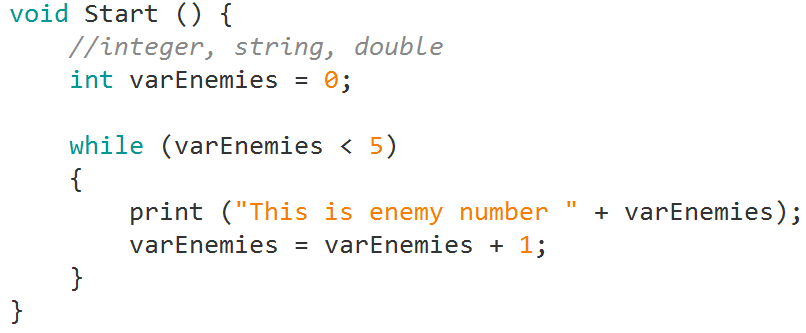 void Start () {
    //integer, string, double
    int varEnemies = 0;

    while (varEnemies < 5)
    {
        print ("This is enemy number " + varEnemies);
        varEnemies = varEnemies + 1;
    }
}